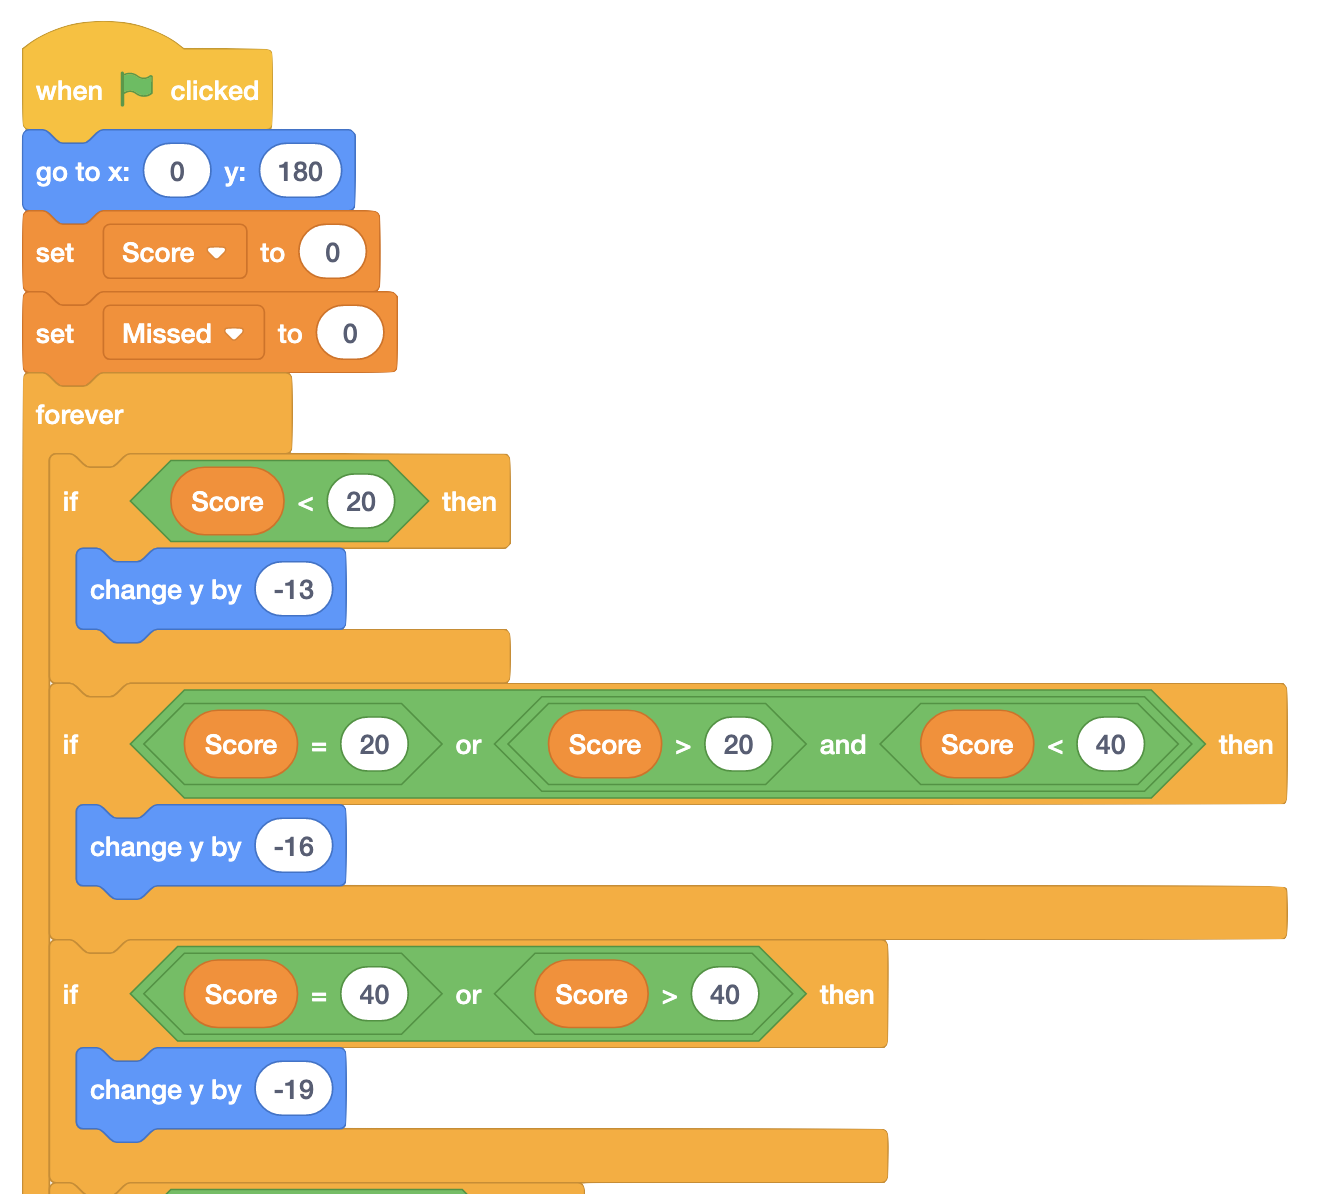 when clicked
go to x: 0 y: 180
set Score to 0
set Missed to 0
forever
if Score < 20 then
change y by -13
if Score = 20 or Score > 20 and Score < 40 then
change y by -16
if Score = 40 or Score > 40 then
change y by -19